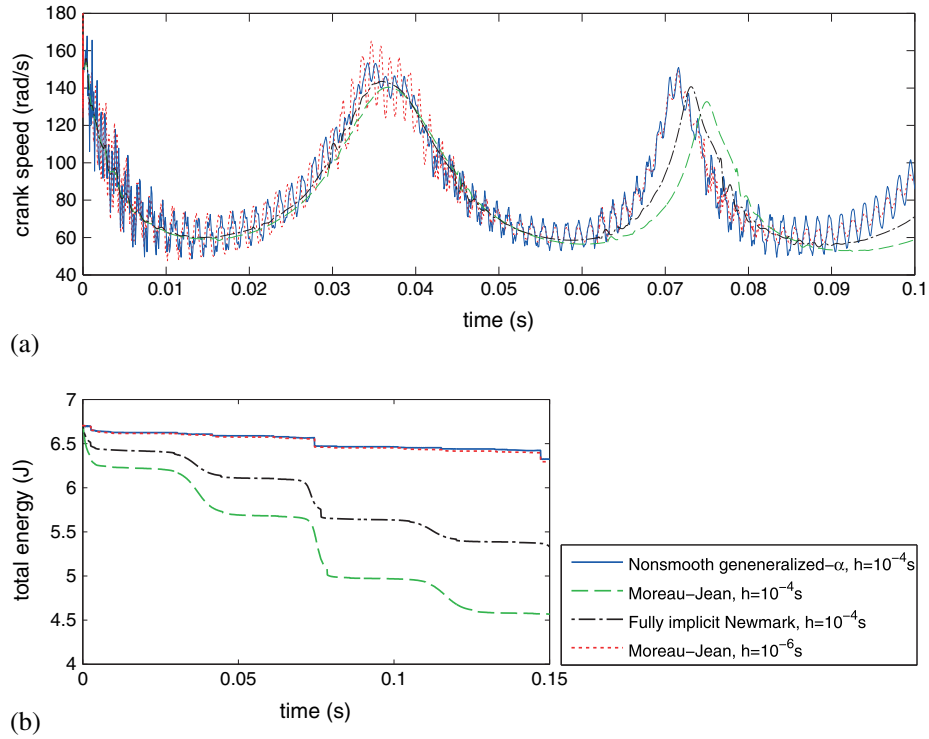 180
160
140
120
100
80
60
40
crank speed (rad/s)
0 0.01 0.02 0.03 0.04 0.05 0.06 0.07 0.08 0.09 0.1
time (s)
(a)
7
6.5
6
5.5
5
4.5
4
total energy (J)
0 0.05 0.1 0.15
time (s)
(b)
Nonsmooth geneneralized−α, h=10⁻⁴s
Moreau−Jean, h=10⁻⁴s
Fully implicit Newmark, h=10⁻⁴s
Moreau−Jean, h=10⁻⁶s